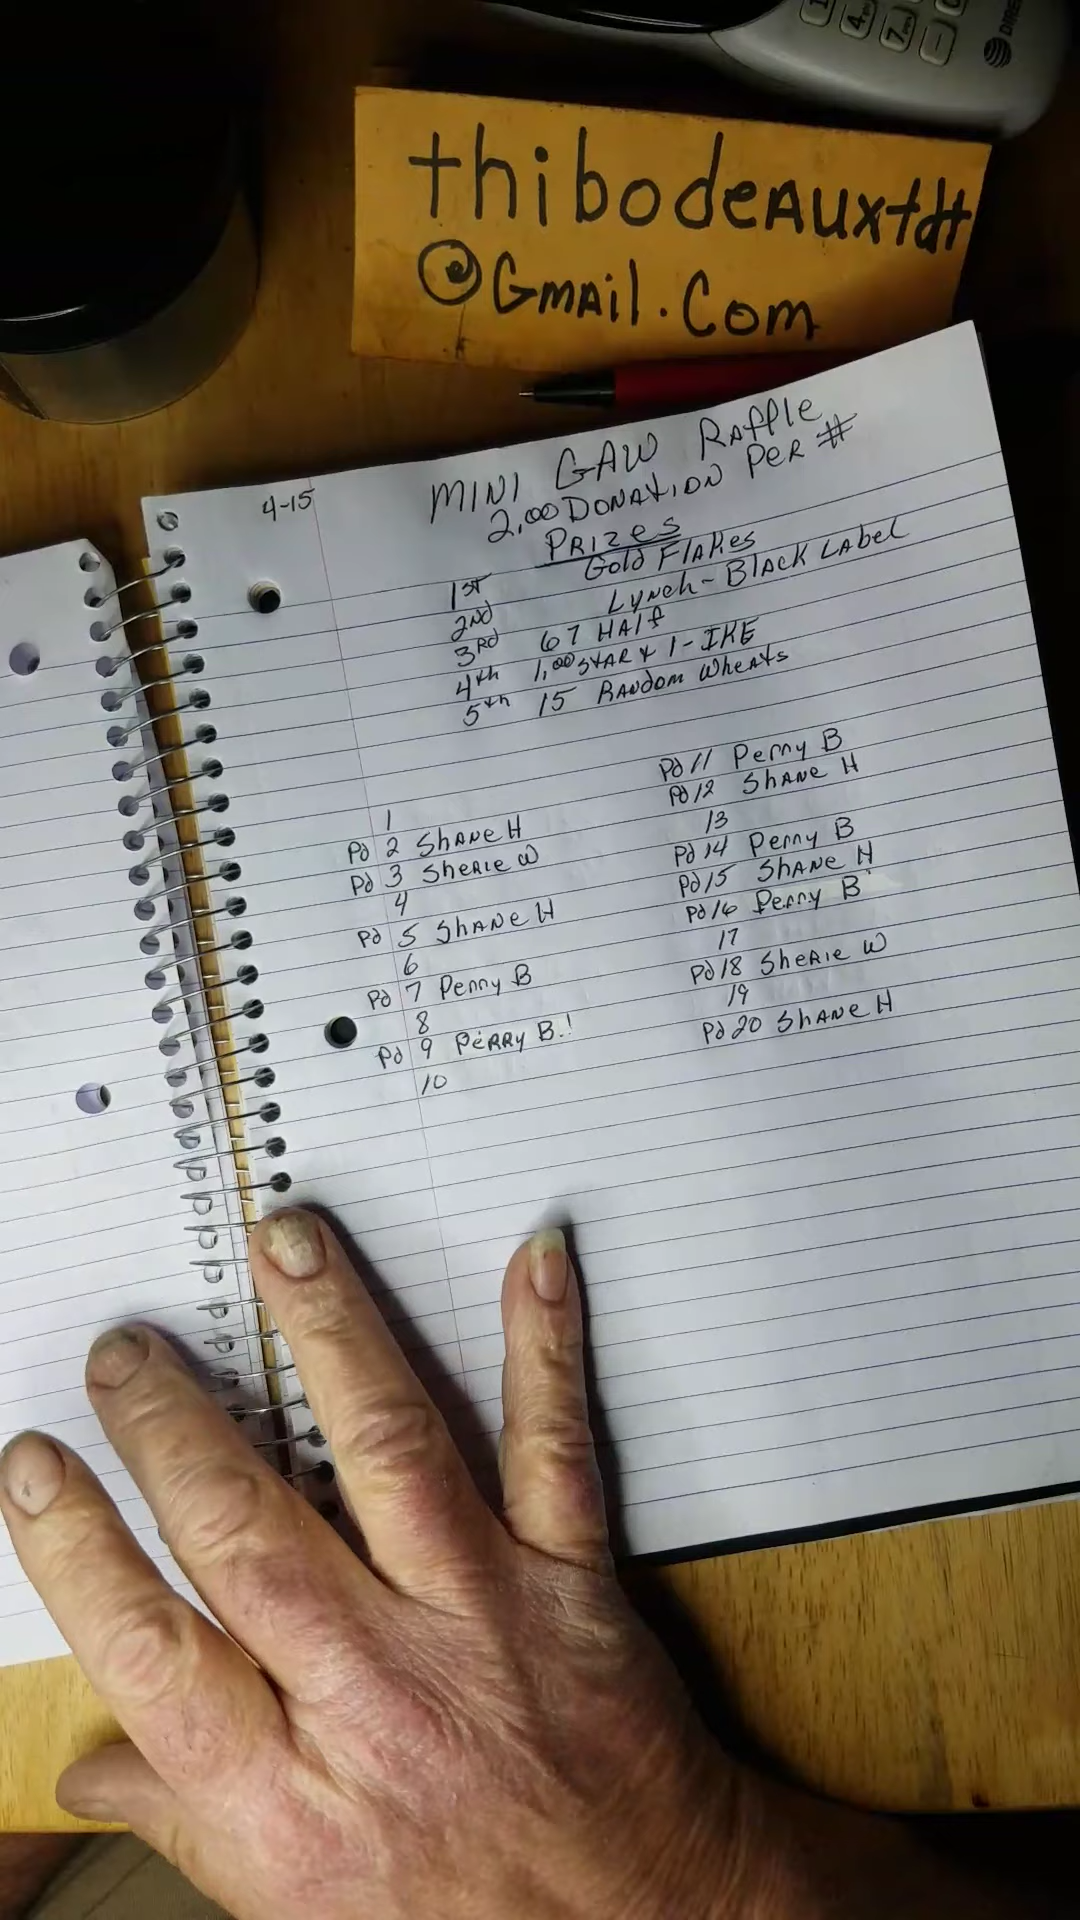 thibodeAuxtdt
@Gmail.Com
4-15
MINI GAW Raffle
2.00 DONAtION PER #
PRIZeS
1ST Gold FlAKes
2ND Lynch-BlAck LAbel
3RD 67 HAlf
4th 1.00 STAR & 1-IKE
5th 15 RANdom WheAts
1
Pd 2 SHANE H
Pd 3 SHeRIe W
4
Pd 5 SHANE H
6
Pd 7 Penny B
8
Pd 9 PERRY B.!
10
Pd 11 Penny B
Pd 12 SHANE H
13
Pd 14 Penny B
Pd 15 SHANE H
Pd 16 Penny B
17
Pd 18 SHeRIe W
19
Pd 20 SHANE H